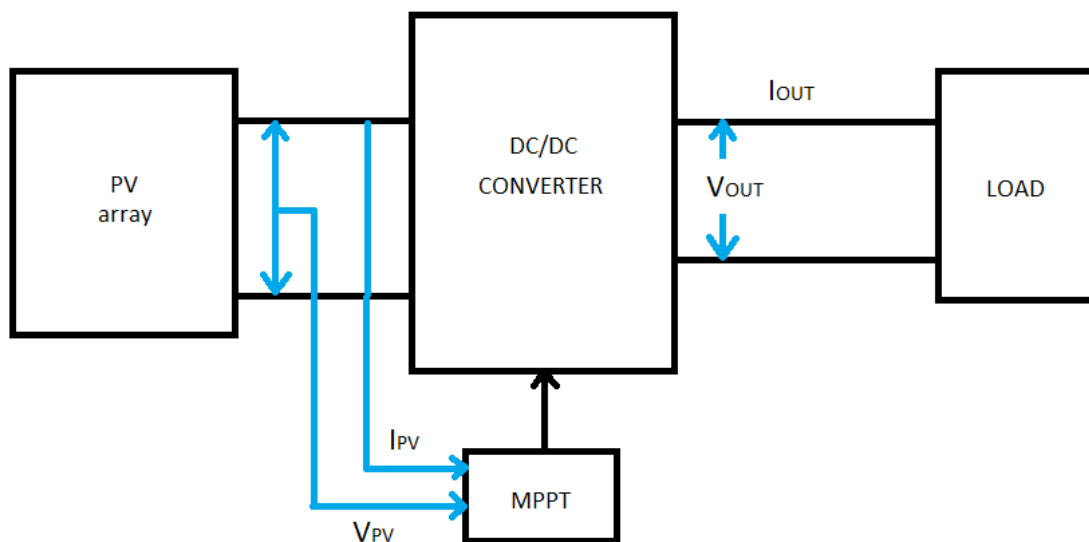 PV
array
DC/DC
CONVERTER
IOUT
VOUT
LOAD
IPV
VPV
MPPT